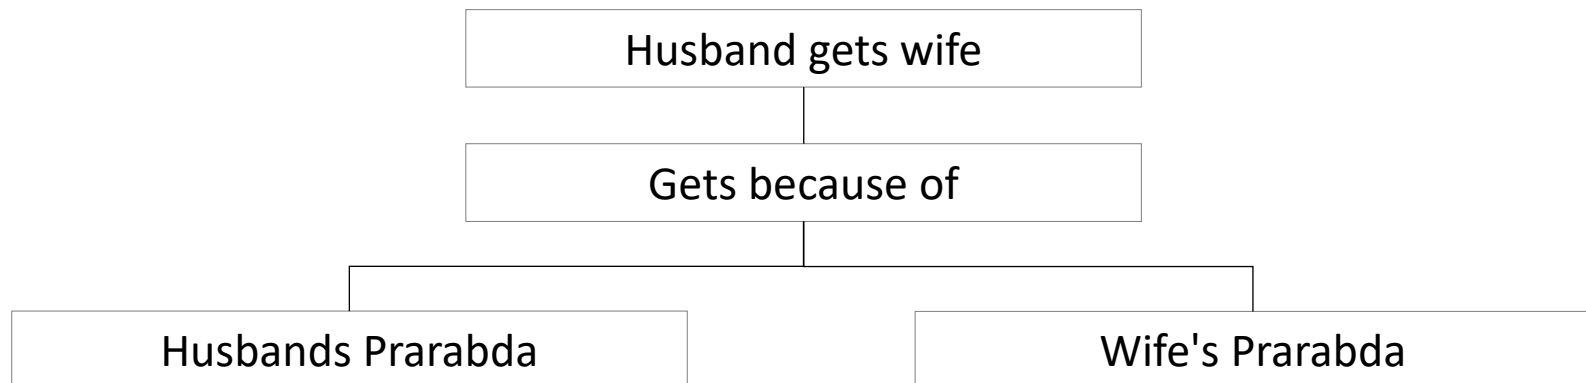 Husband gets wife
Gets because of
Husbands Prarabda
Wife's Prarabda